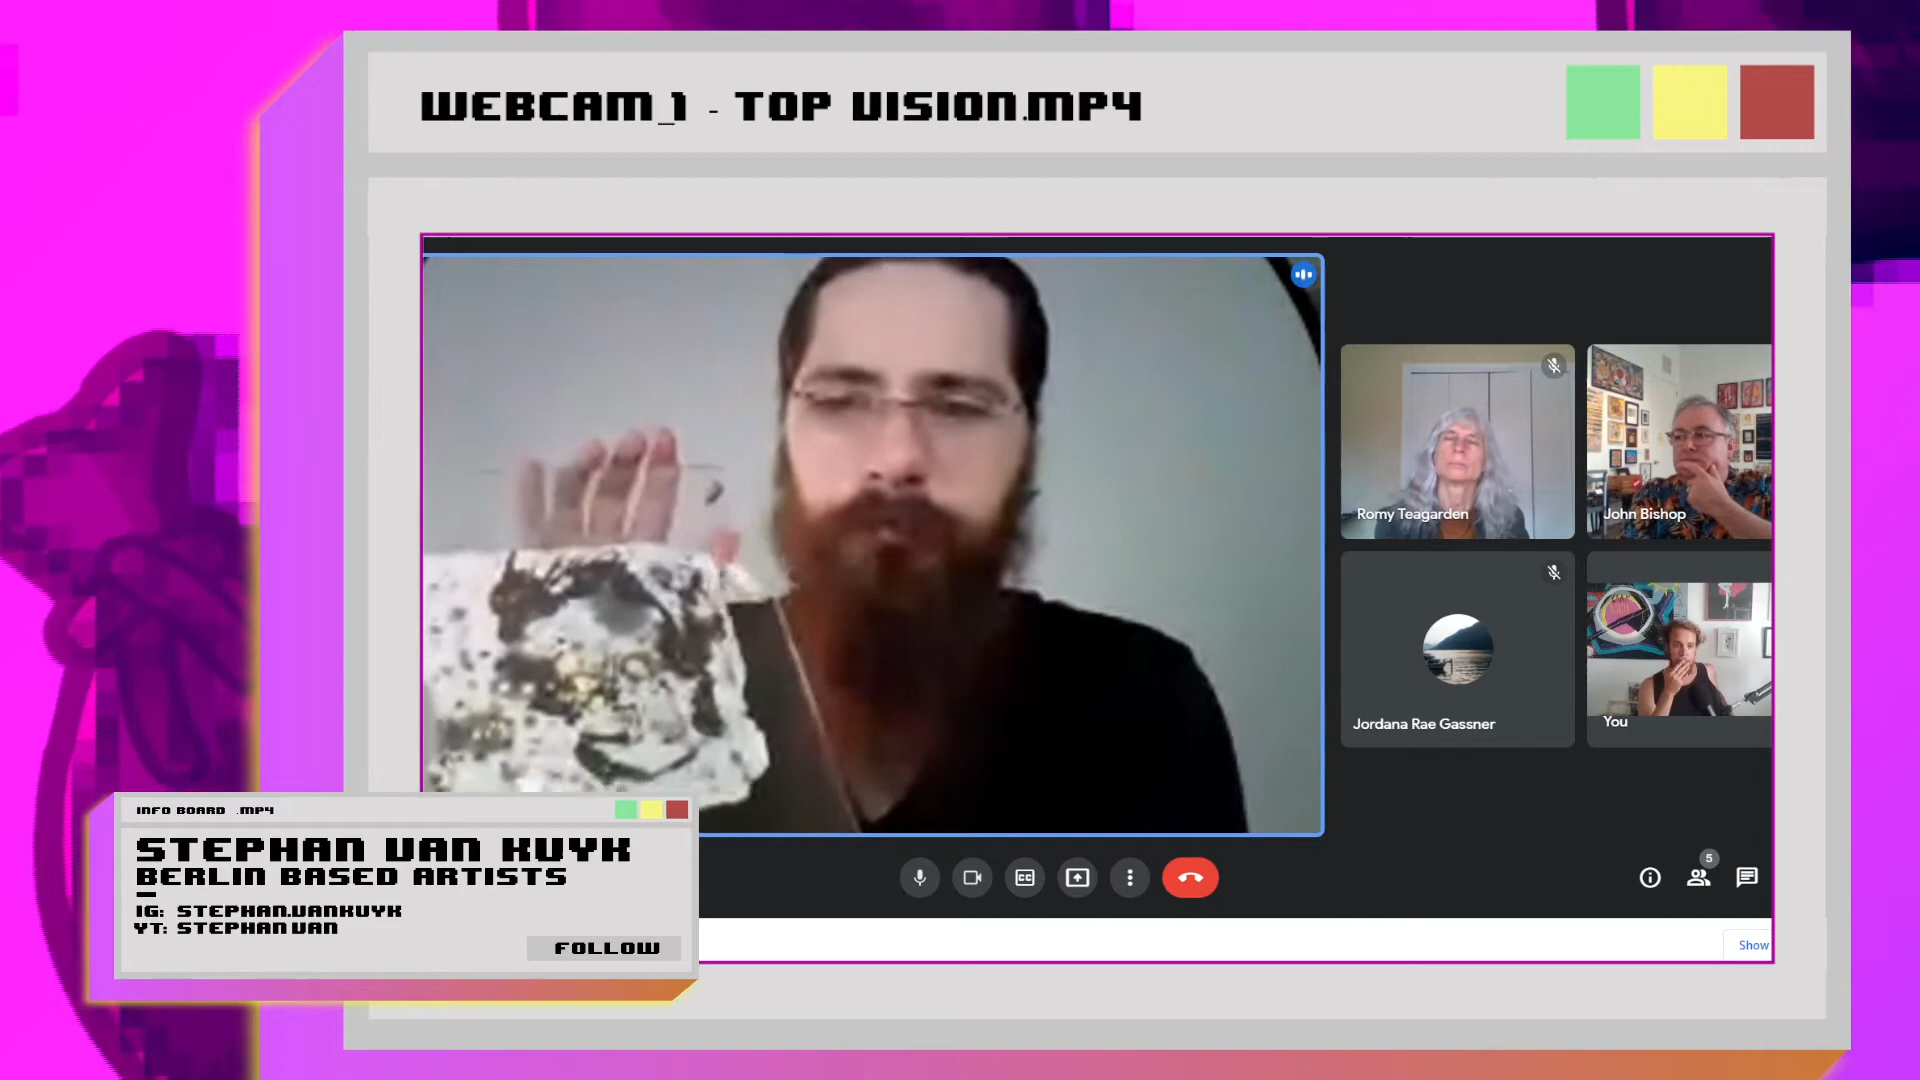 WEBCAM_1 - TOP VISION.MP4
Romy Teagarden
John Bishop
Jordana Rae Gassner
You
CC
5
Show
INFO BOARD .MP4
STEPHAN VAN KUYK
BERLIN BASED ARTISTS
IG: STEPHAN.VANKUYK
YT: STEPHAN VAN
FOLLOW